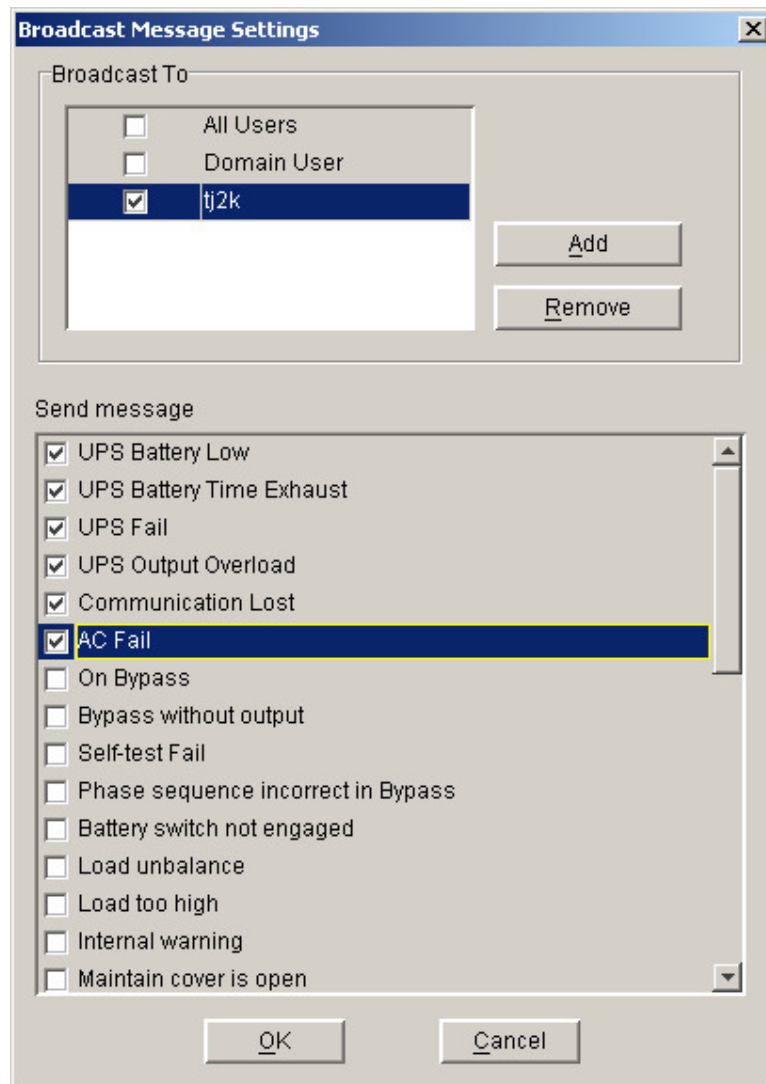 Broadcast Message Settings
Broadcast To
All Users
Domain User
tj2k
Add
Remove
Send message
UPS Battery Low
UPS Battery Time Exhaust
UPS Fail
UPS Output Overload
Communication Lost
AC Fail
On Bypass
Bypass without output
Self-test Fail
Phase sequence incorrect in Bypass
Battery switch not engaged
Load unbalance
Load too high
Internal warning
Maintain cover is open
OK Cancel